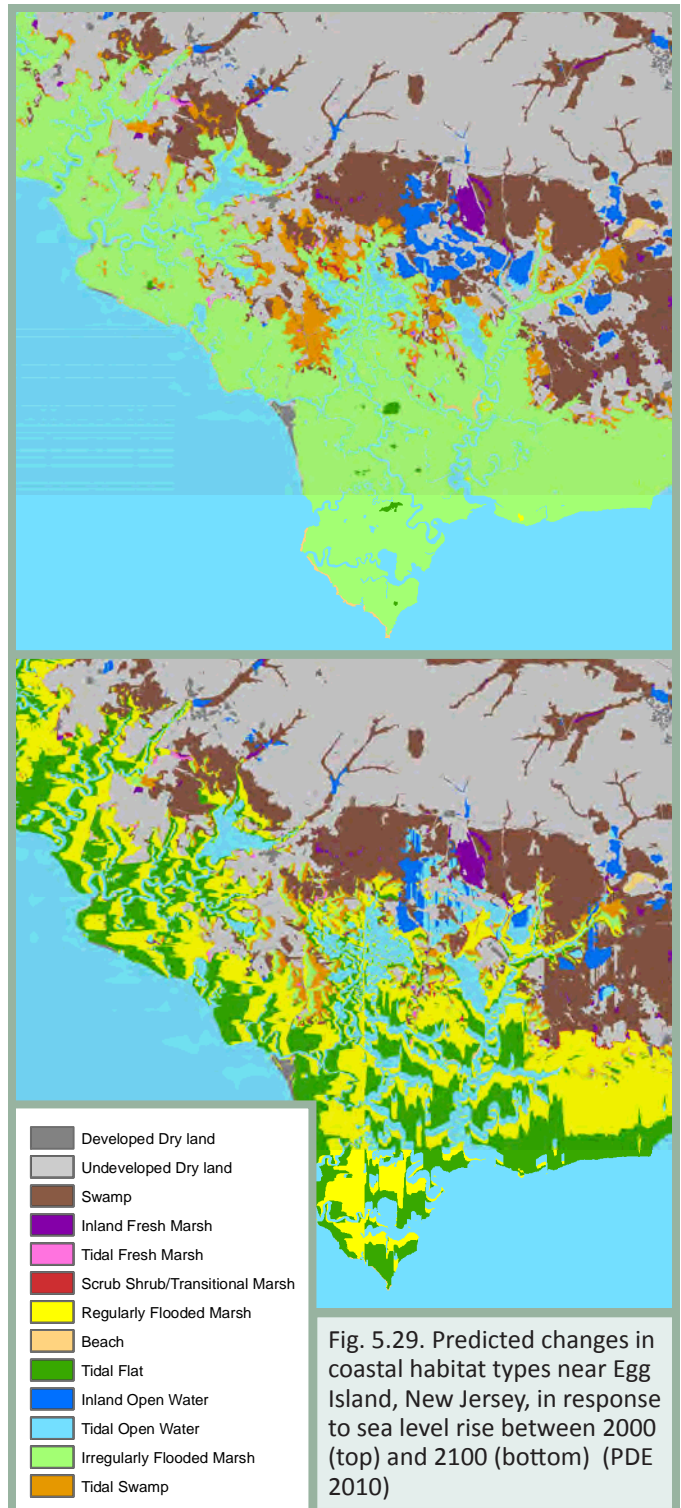 Developed Dry land
Undeveloped Dry land
Swamp
Inland Fresh Marsh
Tidal Fresh Marsh
Scrub Shrub/Transitional Marsh
Regularly Flooded Marsh
Beach
Tidal Flat
Inland Open Water
Tidal Open Water
Irregularly Flooded Marsh
Tidal Swamp
Fig. 5.29. Predicted changes in
coastal habitat types near Egg
Island, New Jersey, in response
to sea level rise between 2000
(top) and 2100 (bottom) (PDE
2010)